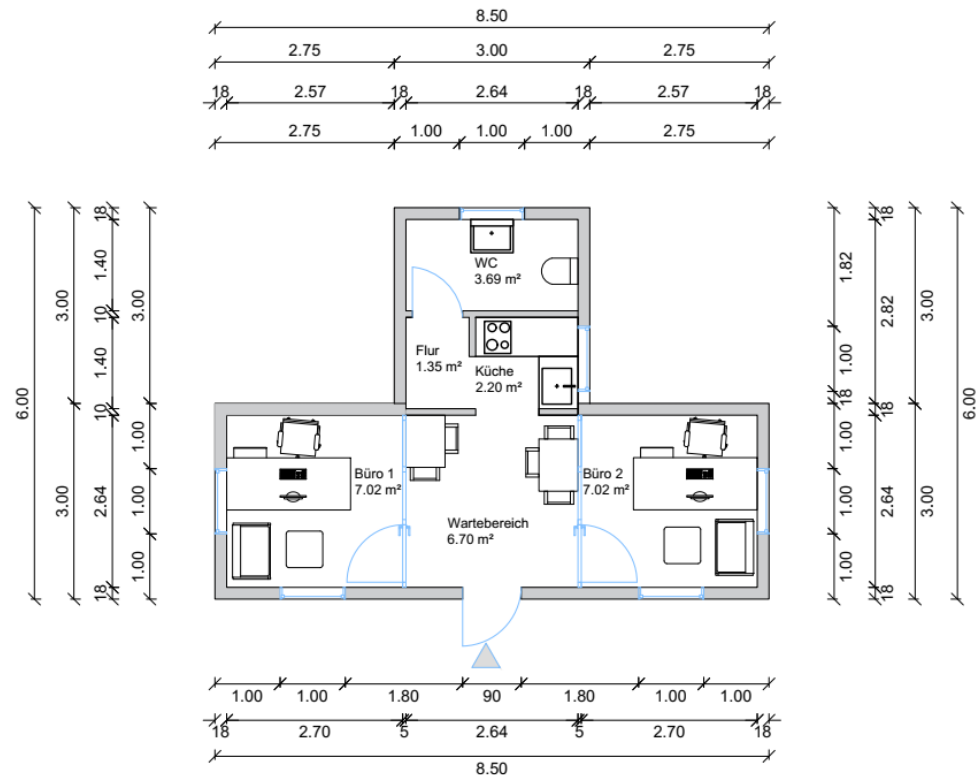 8.50
2.75 3.00 2.75
18 2.57 18 2.64 18 2.57 18
2.75 1.00 1.00 1.00 2.75
6.00
3.00
3.00
18
1.40
10
1.40
10
2.64
18
3.00
1.00
1.00
1.00
WC
3.69 m²
Flur
1.35 m²
Küche
2.20 m²
Büro 1
7.02 m²
Wartebereich
6.70 m²
Büro 2
7.02 m²
1.82
1.00
18
1.00
1.00
1.00
18
2.82
18
2.64
18
3.00
3.00
6.00
1.00 1.00 1.80 90 1.80 1.00 1.00
18 2.70 5 2.64 5 2.70 18
8.50